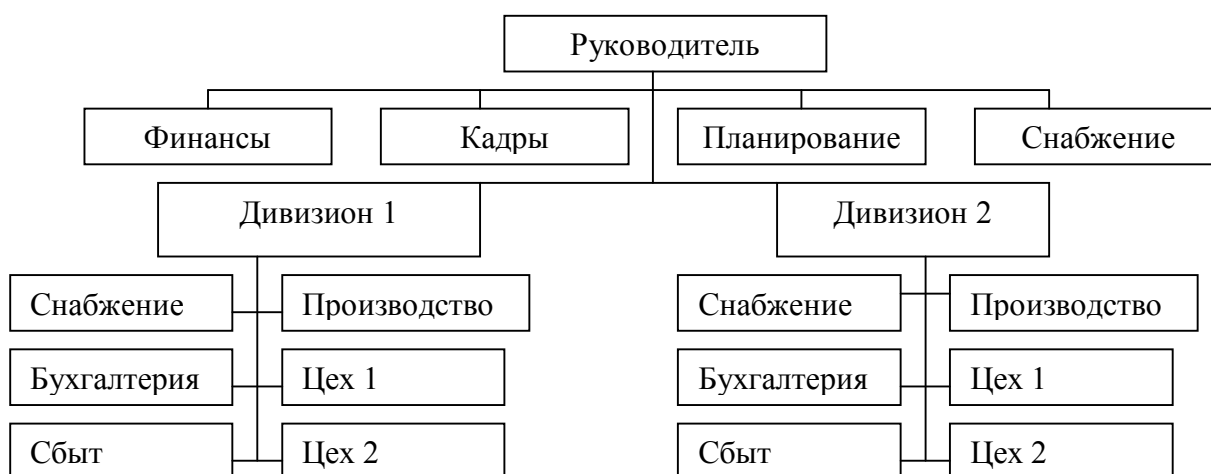 Руководитель
Финансы
Кадры
Планирование
Снабжение
Дивизион 1
Дивизион 2
Снабжение
Производство
Снабжение
Производство
Бухгалтерия
Цех 1
Бухгалтерия
Цех 1
Сбыт
Цех 2
Сбыт
Цех 2